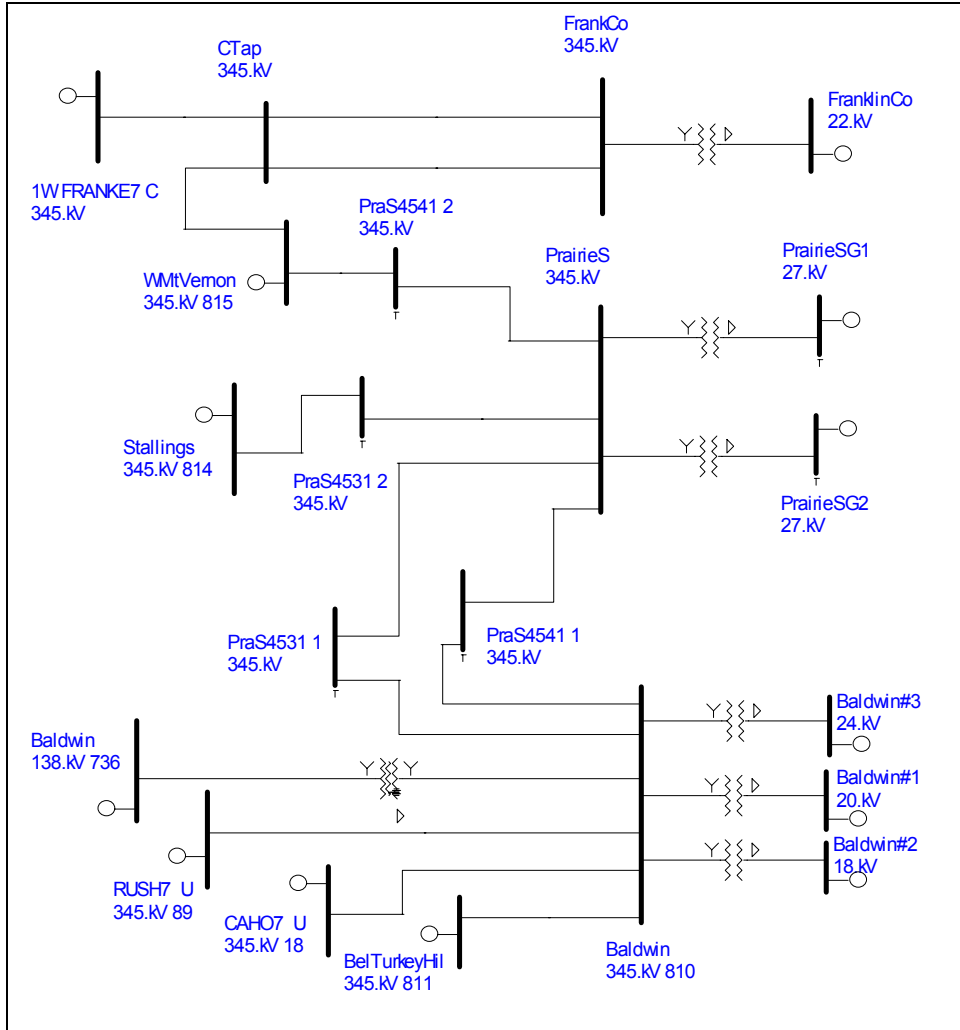 CTap
345.kV
FrankCo
345.kV
FranklinCo
22.kV
1W FRANKE7 C
345.kV
PraS4541 2
345.kV
WMtVernon
345.kV 815
PrairieS
345.kV
PrairieSG1
27.kV
T
T
Stallings
345.kV 814
PraS4531 2
345.kV
T
PrairieSG2
27.kV
T
PraS4531 1
345.kV
T
PraS4541 1
345.kV
T
Baldwin
138.kV 736
Baldwin#3
24.kV
Baldwin#1
20.kV
Baldwin#2
18.kV
RUSH7 U
345.kV 89
CAHO7 U
345.kV 18
BelTurkeyHil
345.kV 811
Baldwin
345.kV 810